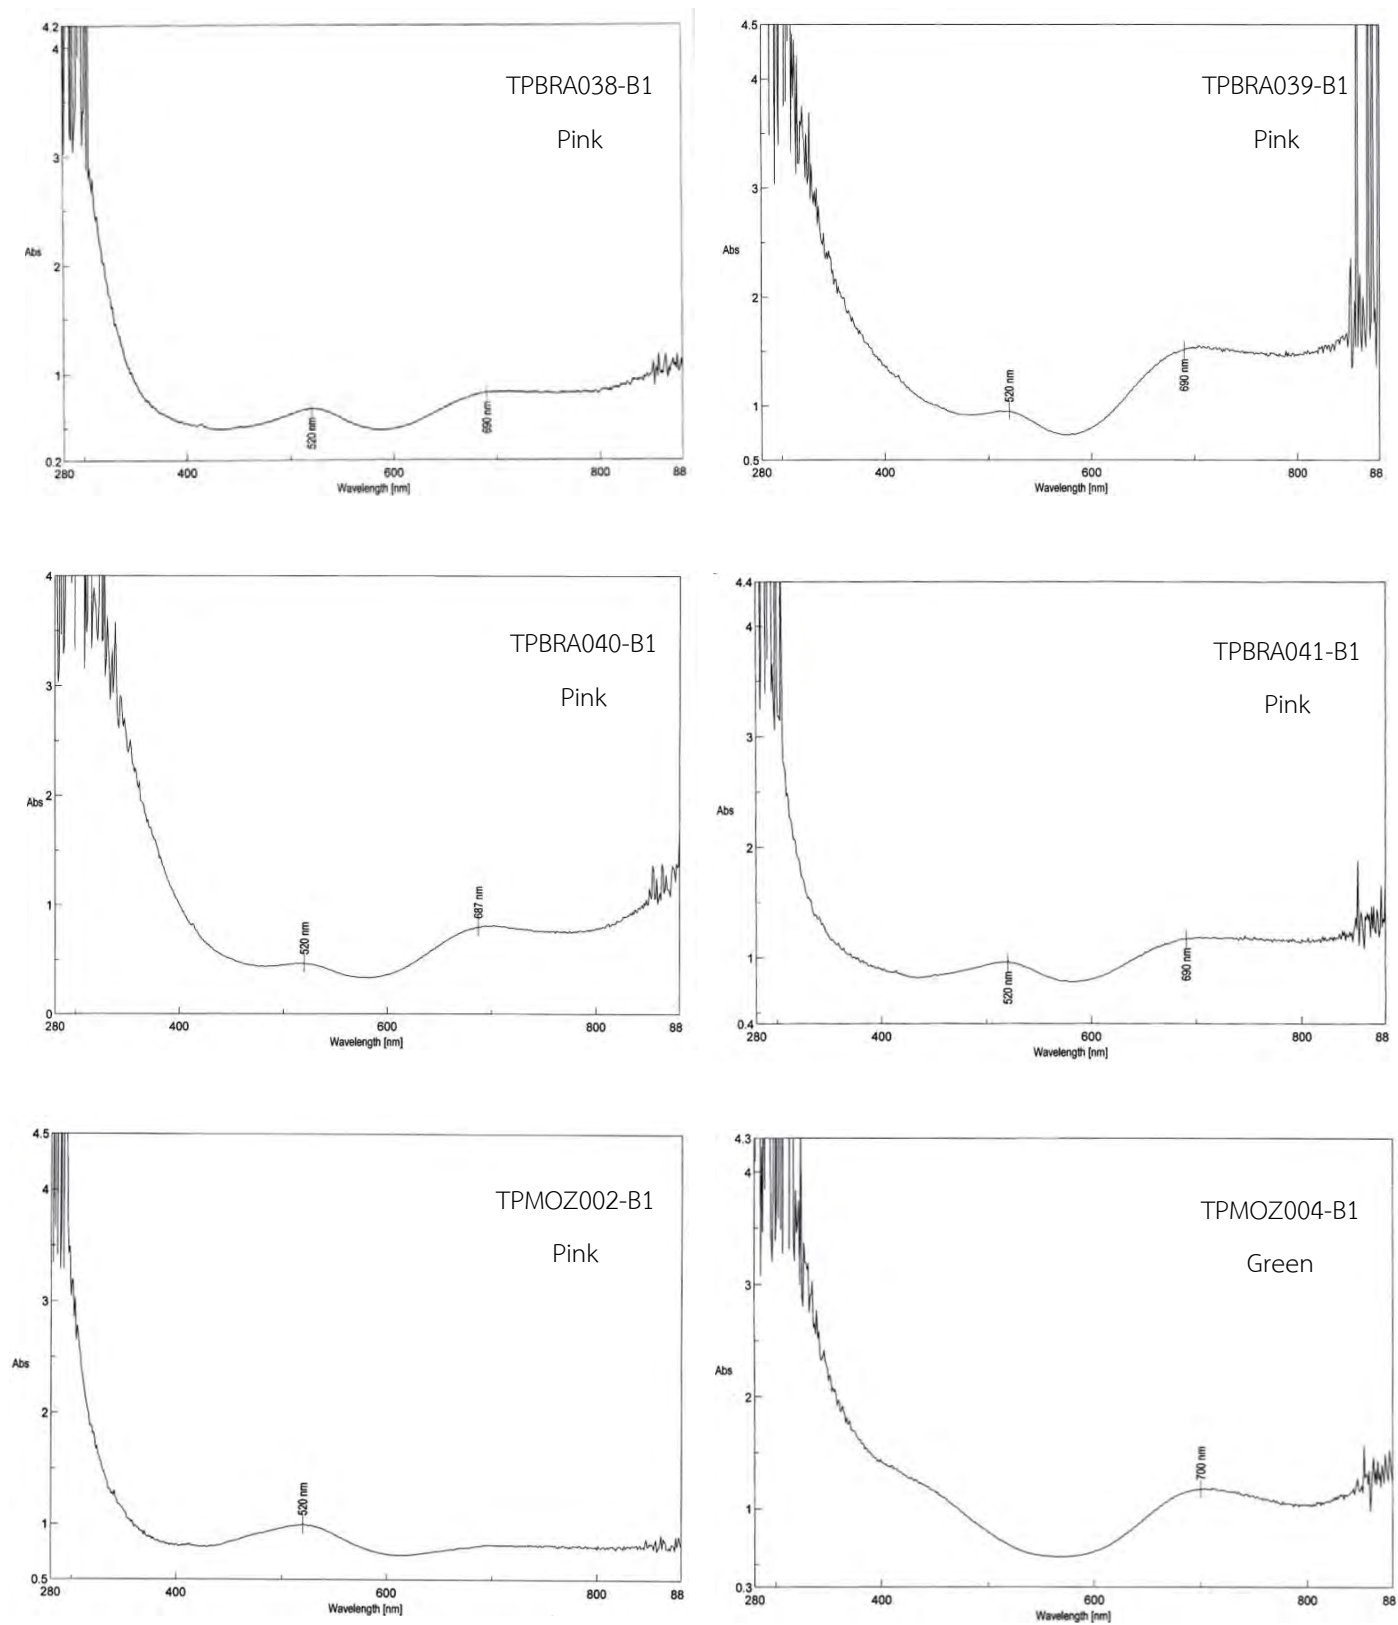 4.2
4
3
Abs
2
1
0.2
280
400
600
800
88
Wavelength [nm]
520 nm
690 nm
TPBRA038-B1
Pink
4.5
4
3
Abs
2
1
0.5
280
400
600
800
88
Wavelength [nm]
520 nm
690 nm
TPBRA039-B1
Pink
4
3
Abs
2
1
0
280
400
600
800
88
Wavelength [nm]
520 nm
687 nm
TPBRA040-B1
Pink
4.4
4
3
Abs
2
1
0.4
280
400
600
800
88
Wavelength [nm]
520 nm
690 nm
TPBRA041-B1
Pink
4.5
4
3
Abs
2
1
0.5
280
400
600
800
88
Wavelength [nm]
520 nm
TPMOZ002-B1
Pink
4.3
4
3
Abs
2
1
0.3
280
400
600
800
88
Wavelength [nm]
700 nm
TPMOZ004-B1
Green